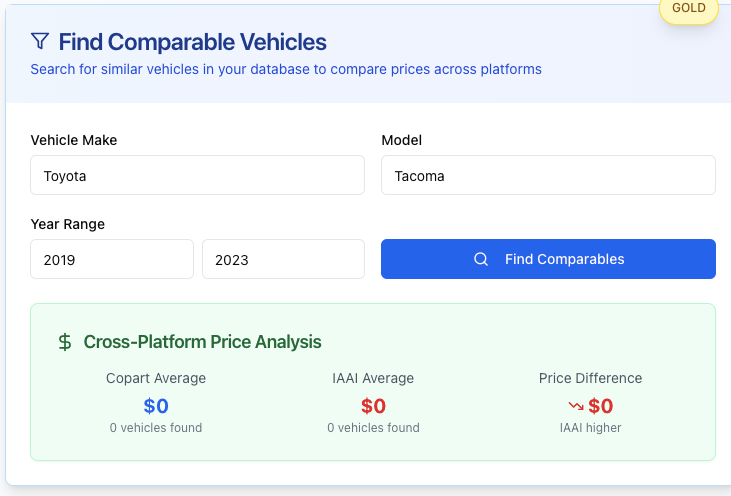 GOLD
Find Comparable Vehicles
Search for similar vehicles in your database to compare prices across platforms
Vehicle Make
Model
Toyota
Tacoma
Year Range
2019
2023
Find Comparables
$ Cross-Platform Price Analysis
Copart Average
IAAI Average
Price Difference
$0
$0
$0
0 vehicles found
0 vehicles found
IAAI higher